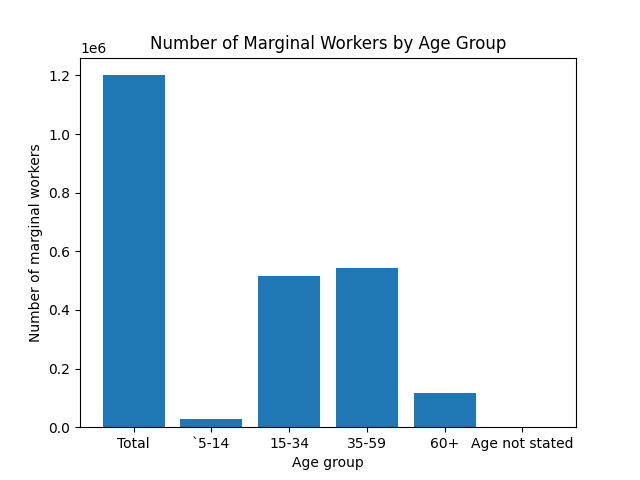 Number of Marginal Workers by Age Group
1e6
1.2
1.0
0.8
0.6
0.4
0.2
0.0
Number of marginal workers
Total
`5-14
15-34
35-59
60+
Age not stated
Age group